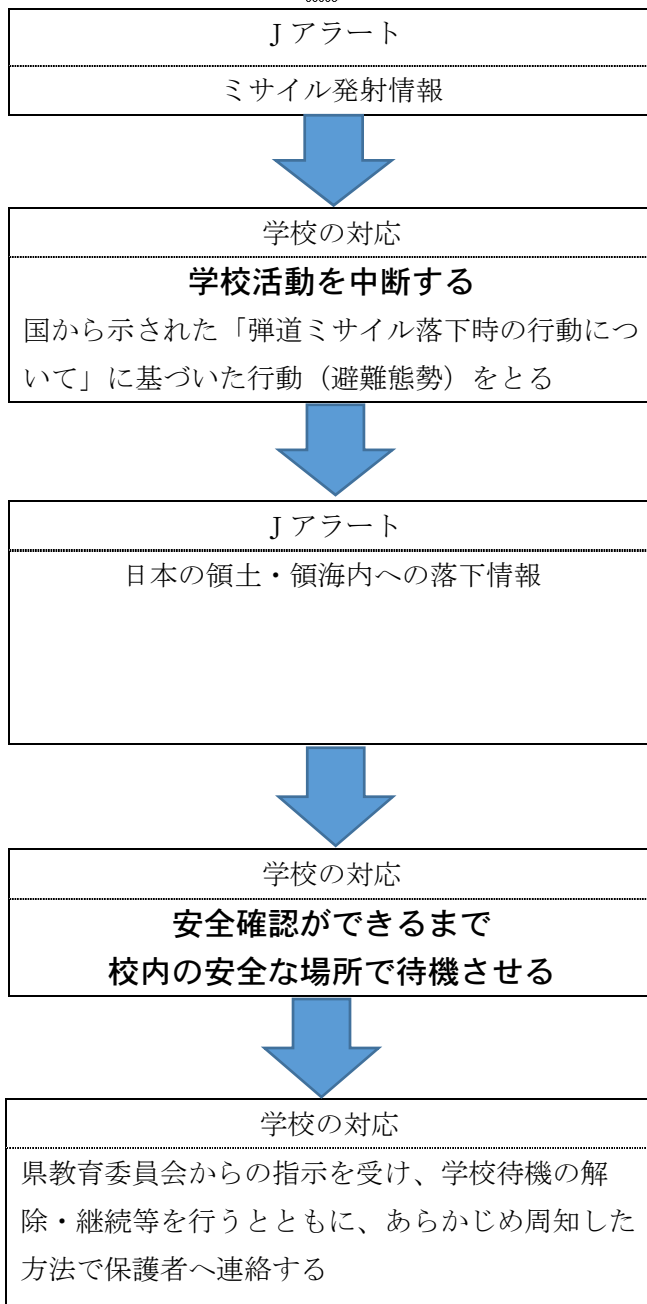 Jアラート
ミサイル発射情報
学校の対応
学校活動を中断する
国から示された「弾道ミサイル落下時の行動につ
いて」に基づいた行動（避難態勢）をとる
Jアラート
日本の領土・領海内への落下情報
学校の対応
安全確認ができるまで
校内の安全な場所で待機させる
学校の対応
県教育委員会からの指示を受け、学校待機の解
除・継続等を行うとともに、あらかじめ周知した
方法で保護者へ連絡する